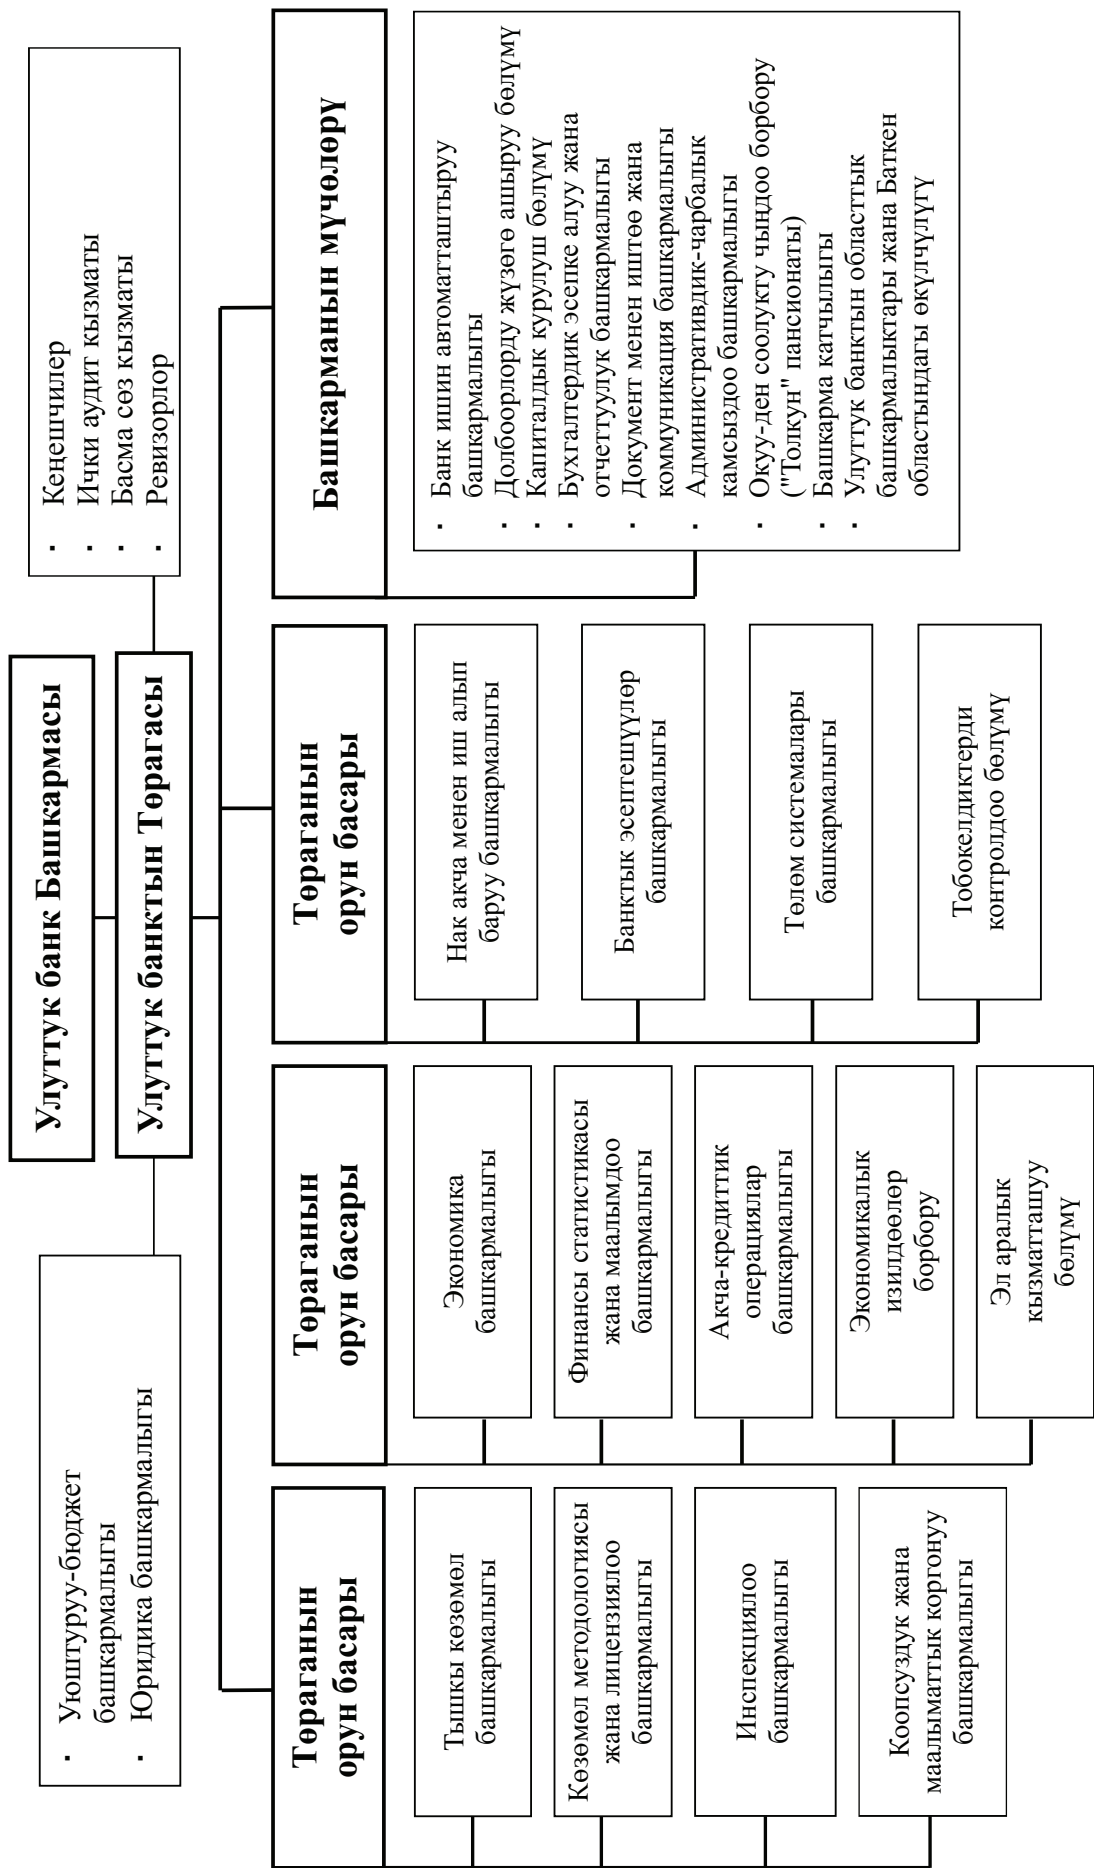 Улуттук банк Башкармасы
Улуттук банктын Төрагасы
Уюштуруу-бюджет
башкармалыгы
Юридика башкармалыгы
Кеңешчилер
Ички аудит кызматы
Басма сөз кызматы
Ревизорлор
Төраганын
орун басары
Тышкы көзөмөл
башкармалыгы
Көзөмөл методологиясы
жана лицензиялоо
башкармалыгы
Инспекциялоо
башкармалыгы
Коопсуздук жана
маалыматтык коргонуу
башкармалыгы
Төраганын
орун басары
Экономика
башкармалыгы
Финансы статистикасы
жана маалымдоо
башкармалыгы
Акча-кредиттик
операциялар
башкармалыгы
Экономикалык
изилдөөлөр
борбору
Эл аралык
кызматташуу
бөлүмү
Төраганын
орун басары
Нак акча менен иш алып
баруу башкармалыгы
Банктык эсептешүүлөр
башкармалыгы
Төлөм системалары
башкармалыгы
Тобокелдиктерди
контролдоо бөлүмү
Башкарманын мүчөлөрү
Банк ишин автоматташтыруу
башкармалыгы
Долбоорлорду жүзөгө ашыруу бөлүмү
Капиталдык курулуш бөлүмү
Бухгалтердик эсепке алуу жана
отчеттуулук башкармалыгы
Документ менен иштөө жана
коммуникация башкармалыгы
Административдик-чарбалык
камсыздоо башкармалыгы
Окуу-ден соолукту чындоо борбору
("Толкун" пансионаты)
Башкарма катчылыгы
Улуттук банктын областтык
башкармалыктары жана Баткен
областындагы өкүлчүлүгү